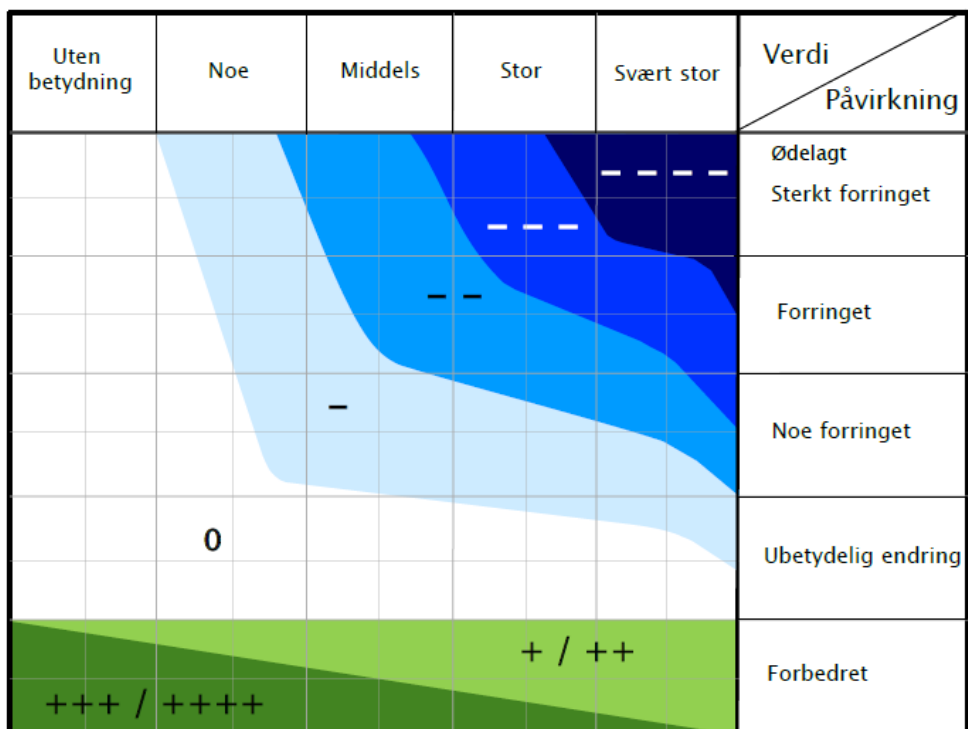 Uten
betydning
Noe
Middels
Stor
Svært stor
Verdi
Påvirkning
Ødelagt
– – – –
Sterkt forringet
– – –
– –
Forringet
–
Noe forringet
0
Ubetydelig endring
+ / ++
Forbedret
+++ / ++++